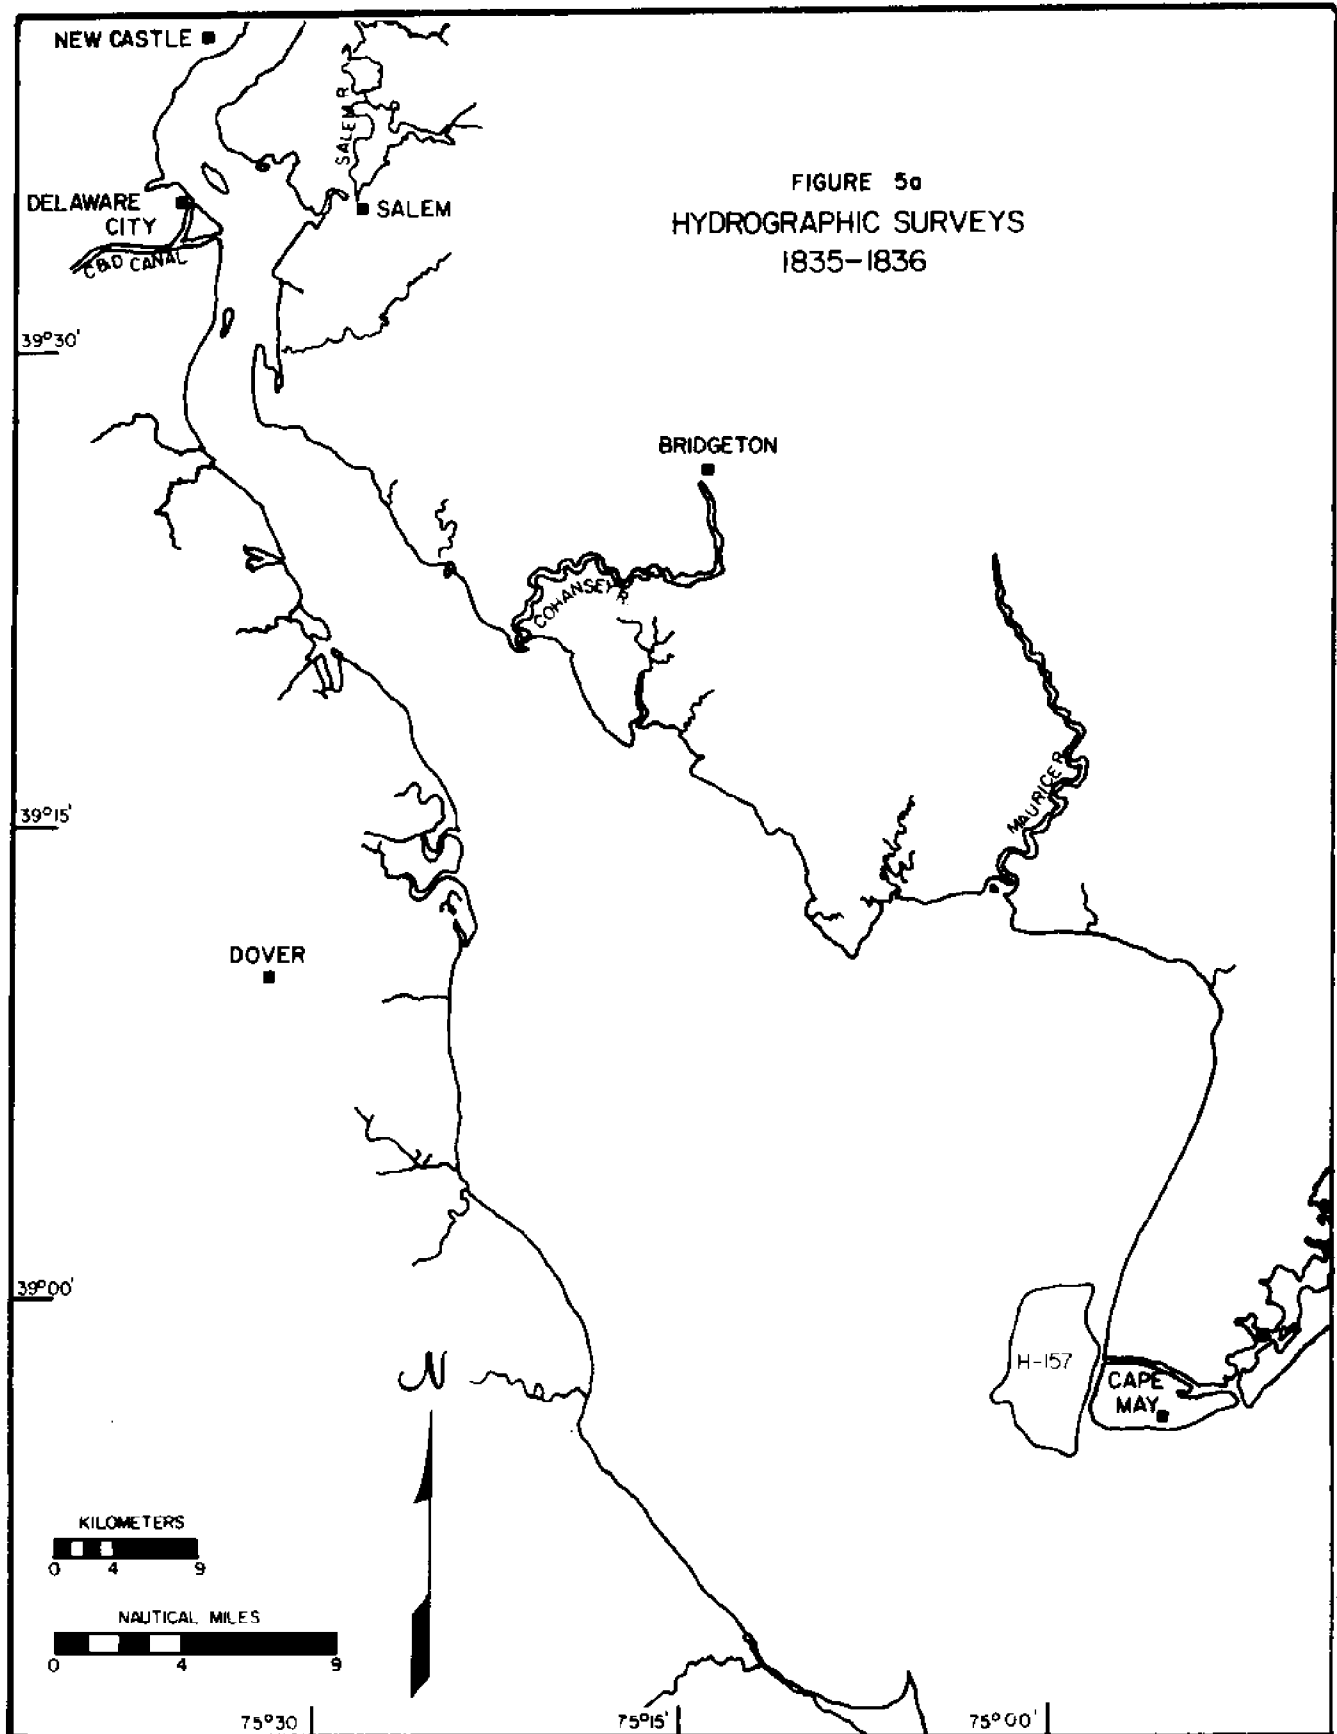 NEW CASTLE
SALEM R
DELAWARE
CITY
SALEM
C&D CANAL
FIGURE 5a
HYDROGRAPHIC SURVEYS
1835-1836
39°30'
BRIDGETON
COHANSEY R
MAURICE R
39°15'
DOVER
39°00'
H-157
CAPE
MAY
N
KILOMETERS
0 4 9
NAUTICAL MILES
0 4 9
75°30 75°15' 75°00'